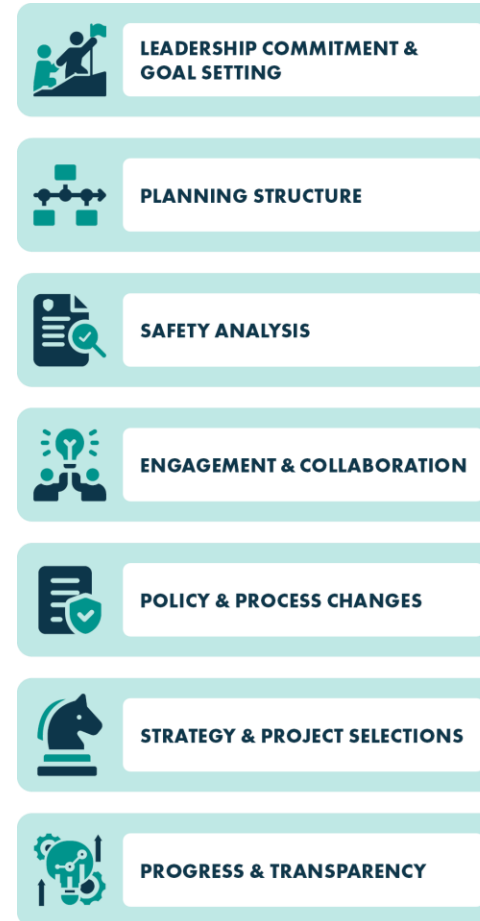 LEADERSHIP COMMITMENT &
GOAL SETTING
PLANNING STRUCTURE
SAFETY ANALYSIS
ENGAGEMENT & COLLABORATION
POLICY & PROCESS CHANGES
STRATEGY & PROJECT SELECTIONS
PROGRESS & TRANSPARENCY